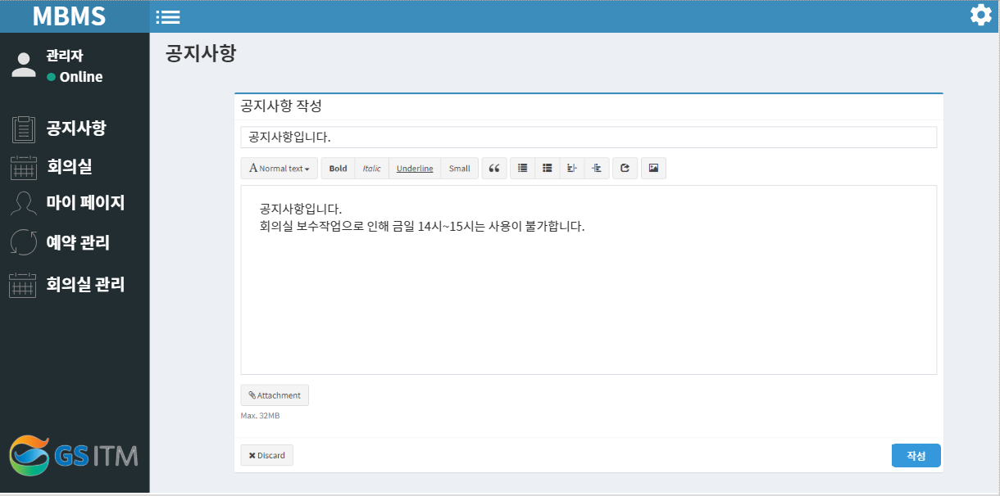 MBMS
관리자
Online
공지사항
회의실
마이 페이지
예약 관리
회의실 관리
GS ITM
공지사항
공지사항 작성
공지사항입니다.
A Normal text Bold Italic Underline Small
공지사항입니다.
회의실 보수작업으로 인해 금일 14시~15시는 사용이 불가합니다.
Attachment
Max. 32MB
Discard
작성